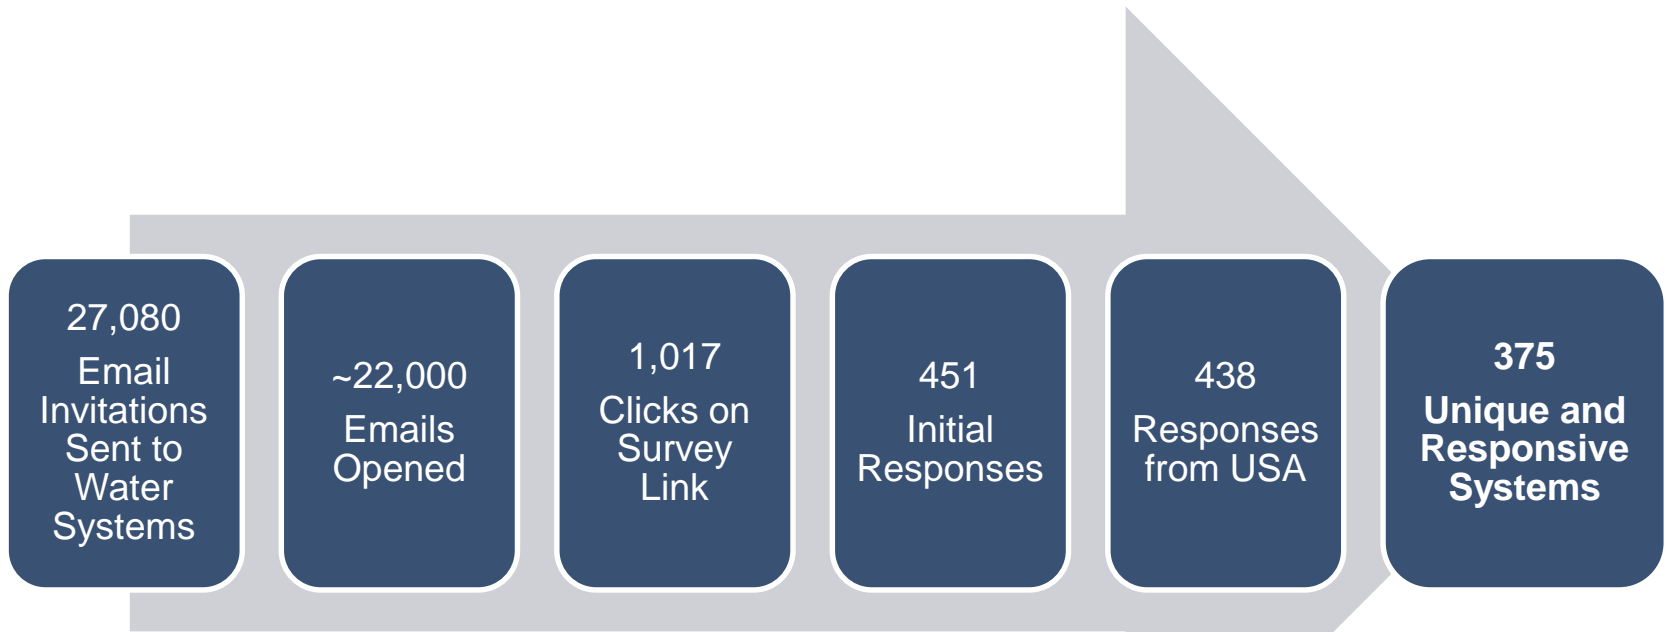 27,080
Email
Invitations
Sent to
Water
Systems
~22,000
Emails
Opened
1,017
Clicks on
Survey
Link
451
Initial
Responses
438
Responses
from USA
375
Unique and
Responsive
Systems